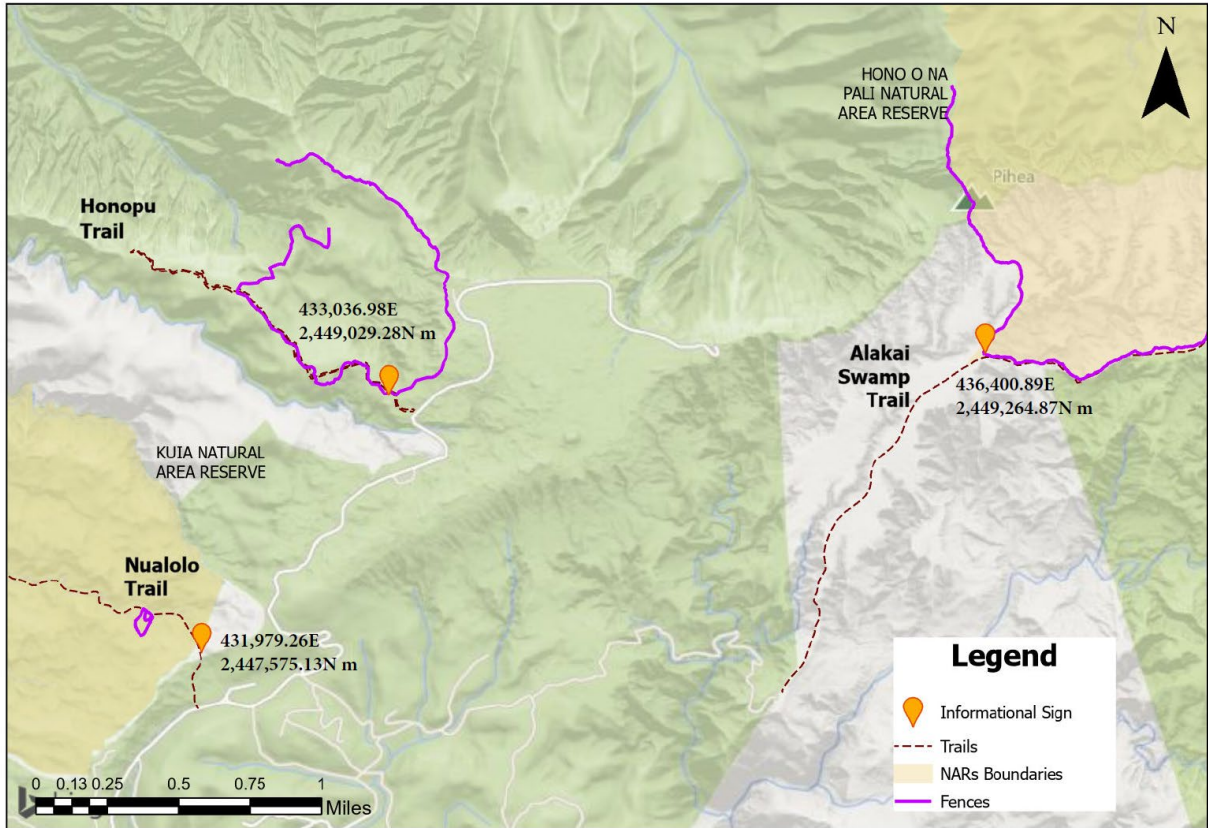 N
HONO O NA
PALI NATURAL
AREA RESERVE
Pihea
Honopu
Trail
433,036.98E
2,449,029.28N m
Alakai
Swamp
Trail
436,400.89E
2,449,264.87N m
KUIA NATURAL
AREA RESERVE
Nualolo
Trail
431,979.26E
2,447,575.13N m
Legend
Informational Sign
Trails
NARs Boundaries
Fences
0 0.13 0.25 0.5 0.75 1
Miles